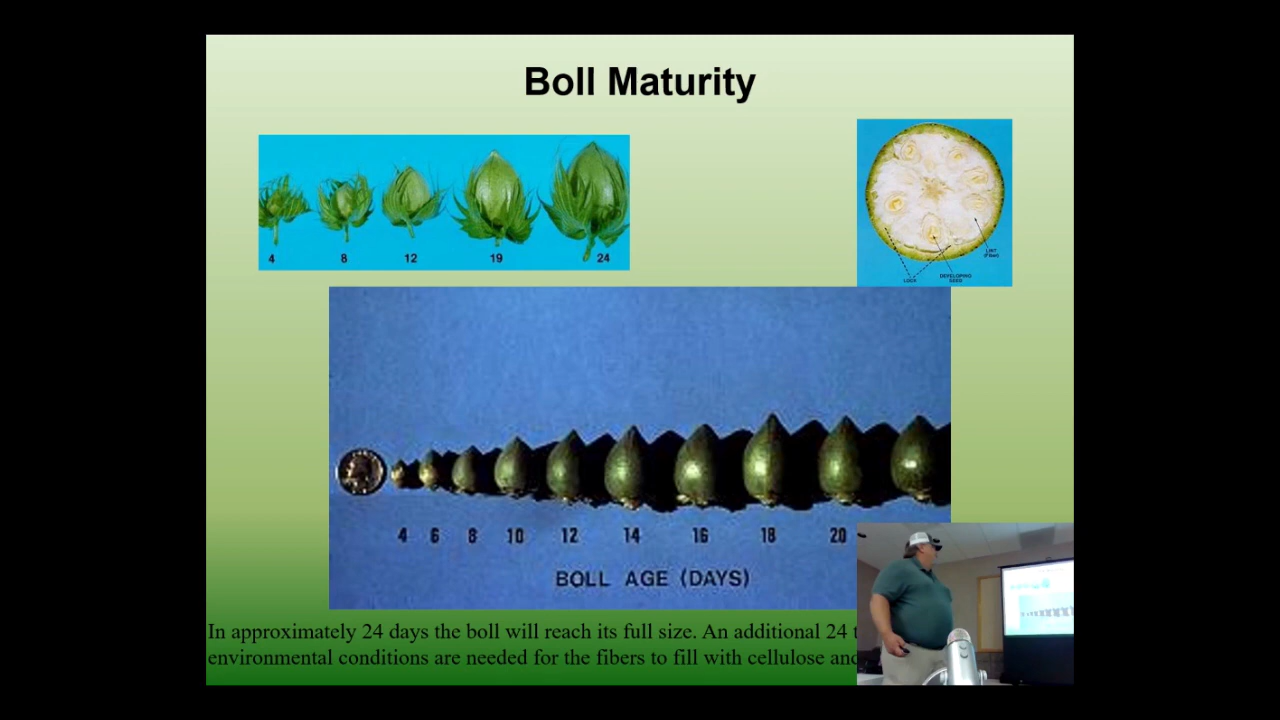 Boll Maturity
4 8 12 19 24
LINT
(Fiber)
LOCK
DEVELOPING
SEED
4 6 8 10 12 14 16 18 20
BOLL AGE (DAYS)
In approximately 24 days the boll will reach its full size. An additional 24
environmental conditions are needed for the fibers to fill with cellulose and